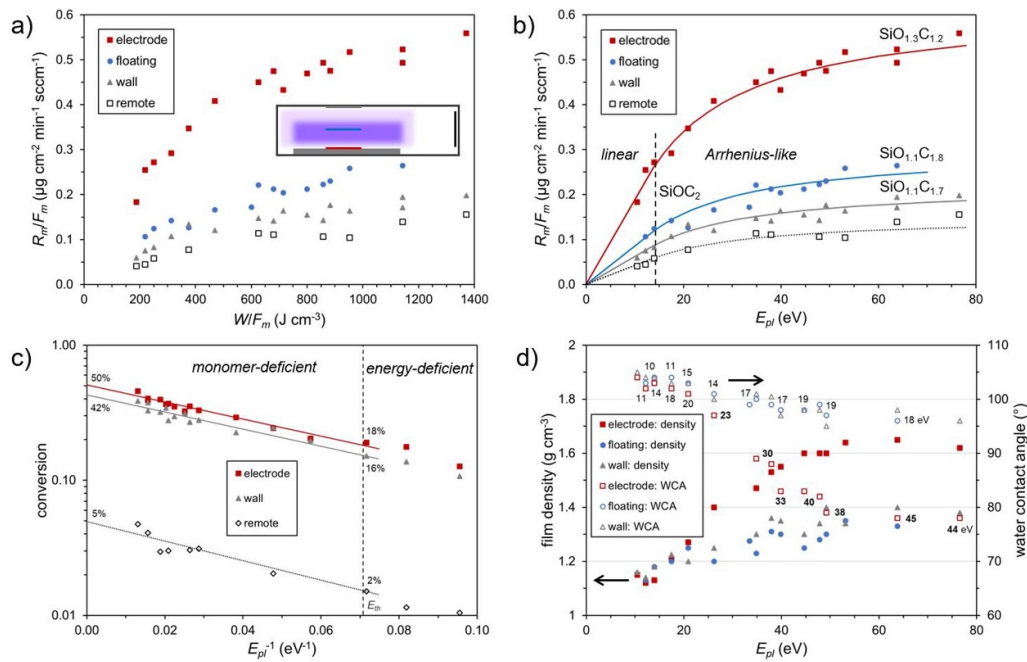 a)
R_m/F_m (µg cm⁻² min⁻¹ sccm⁻¹)
0.6
0.5
0.4
0.3
0.2
0.1
0.0
electrode
floating
wall
remote
0 200 400 600 800 1000 1200 1400
W/F_m (J cm⁻³)
b)
R_m/F_m (µg cm⁻² min⁻¹ sccm⁻¹)
0.6
0.5
0.4
0.3
0.2
0.1
0.0
electrode
floating
wall
remote
SiO₁.₃C₁.₂
linear
Arrhenius-like
SiOC₂
SiO₁.₁C₁.₈
SiO₁.₁C₁.₇
0 20 40 60 80
E_pl (eV)
c)
conversion
1.00
0.10
0.01
monomer-deficient
energy-deficient
50%
42%
18%
16%
electrode
wall
remote
5%
2%
E_th
0.00 0.02 0.04 0.06 0.08 0.10
E_pl⁻¹ (eV⁻¹)
d)
film density (g cm⁻³)
2
1.8
1.6
1.4
1.2
1
10 11 15
11 14 18 20
14
17 17 19 19
18 eV
23
30
33
40
38
45
44 eV
electrode: density
floating: density
wall: density
electrode: WCA
floating: WCA
wall: WCA
110
100
90
80
70
60
water contact angle (°)
0 20 40 60 80
E_pl (eV)